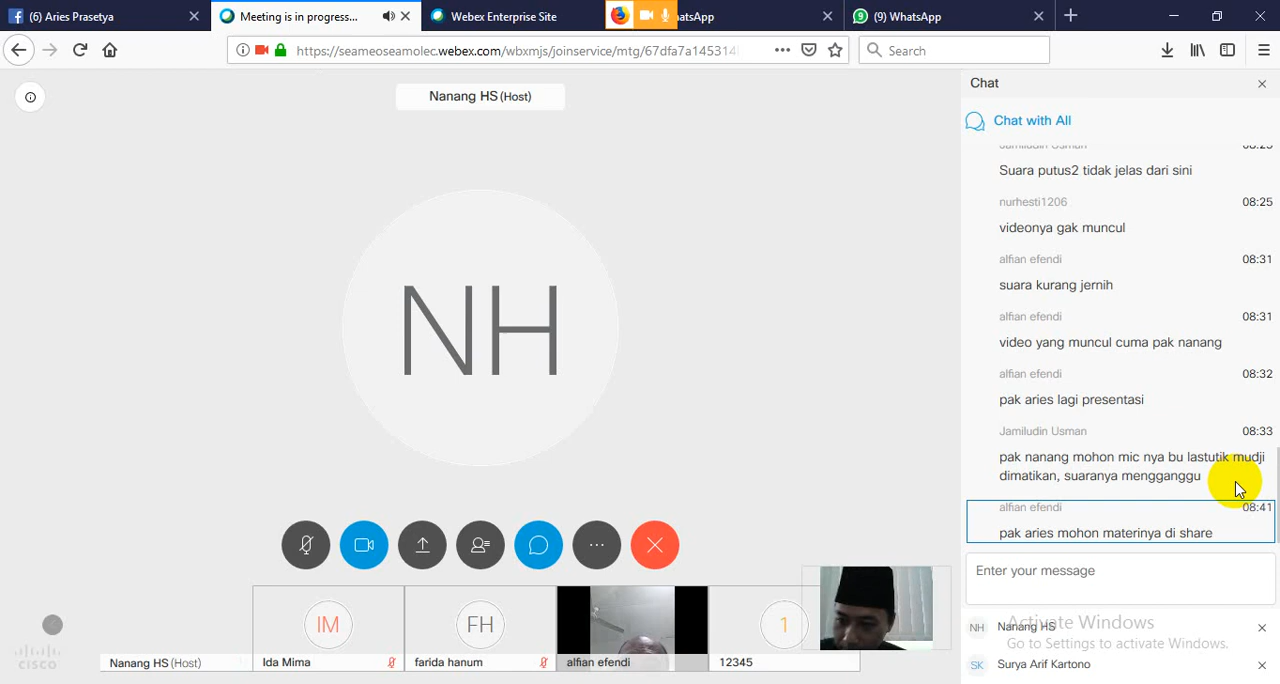 (6) Aries Prasetya
Meeting is in progress...
Webex Enterprise Site
atsApp
(9) WhatsApp
https://seameoseamolec.webex.com/wbxmjs/joinservice/mtg/67dfa7a145314
Search
Nanang HS (Host)
Chat
Chat with All
Jamiludin Usman 08:25
Suara putus2 tidak jelas dari sini
nurhesti1206 08:25
videonya gak muncul
alfian efendi 08:31
suara kurang jernih
alfian efendi 08:31
video yang muncul cuma pak nanang
alfian efendi 08:32
pak aries lagi presentasi
Jamiludin Usman 08:33
pak nanang mohon mic nya bu lastutik mudji
dimatikan, suaranya mengganggu
alfian efendi 08:41
pak aries mohon materinya di share
Enter your message
NH
IM
FH
1
Nanang HS (Host)
Ida Mima
farida hanum
alfian efendi
12345
cisco
NH Nanang HS
SK Surya Arif Kartono
Activate Windows
Go to Settings to activate Windows.